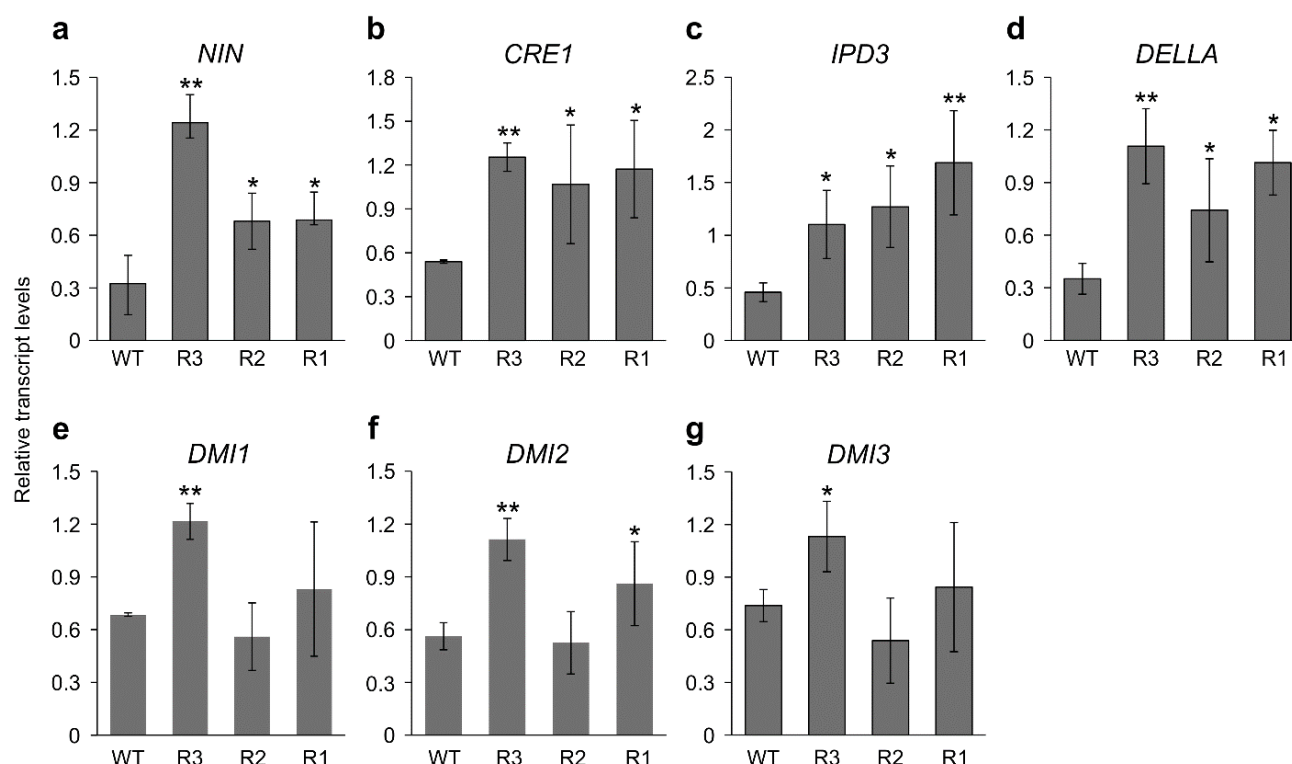 a
NIN
1.5
1.2
0.9
0.6
0.3
0
**
*
*
WT R3 R2 R1
b
CRE1
1.8
1.5
1.2
0.9
0.6
0.3
0
**
*
*
WT R3 R2 R1
c
IPD3
2.5
2
1.5
1
0.5
0
*
*
**
WT R3 R2 R1
d
DELLA
1.5
1.2
0.9
0.6
0.3
0
**
*
*
WT R3 R2 R1
Relative transcript levels
e
DMI1
1.5
1.2
0.9
0.6
0.3
0
**
WT R3 R2 R1
f
DMI2
1.5
1.2
0.9
0.6
0.3
0
**
*
WT R3 R2 R1
g
DMI3
1.5
1.2
0.9
0.6
0.3
0
*
WT R3 R2 R1